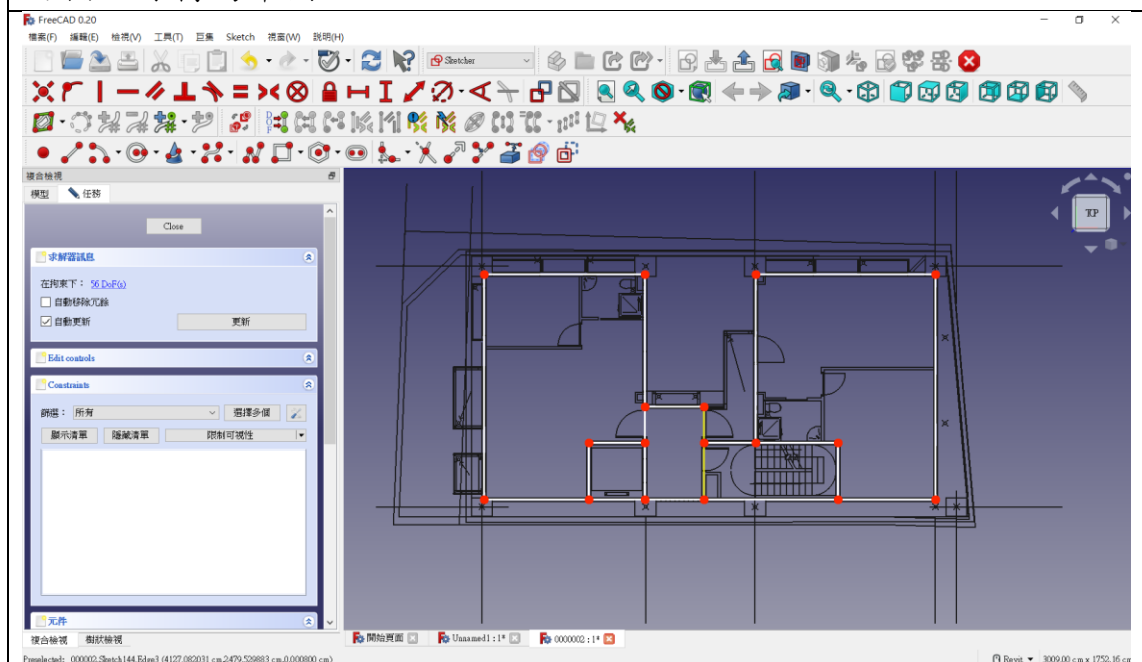 FreeCAD 0.20
檔案(F) 編輯(E) 檢視(V) 工具(T) 巨集 Sketch 視窗(W) 說明(H)
Sketcher
複合檢視
模型 任務
TOP
Close
求解器訊息
在拘束下： 56 DoF(s)
自動移除冗餘
自動更新 更新
Edit controls
Constraints
篩選： 所有 選擇多個
顯示清單 隱藏清單 限制可視性
元件
複合檢視 樹狀檢視
開始頁面 Unnamed1 : 1* 0000002 : 1*
Preselected: 000002.Sketch144.Edge3 (4127.082031 cm,2479.529883 cm,0.000800 cm) Revit 3009.00 cm x 1752.16 cm